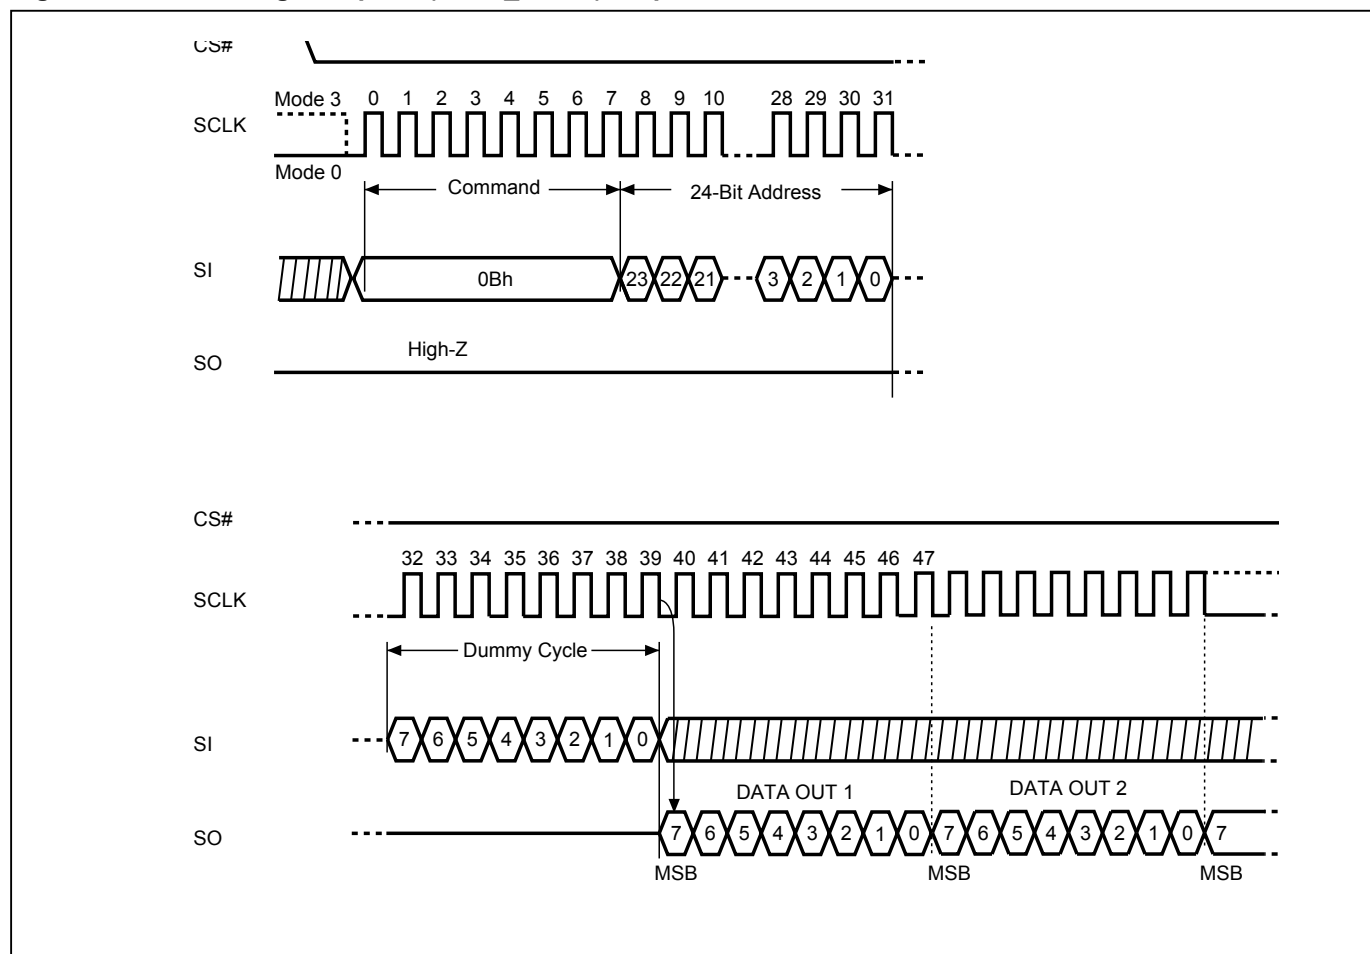 CS#
Mode 3 0 1 2 3 4 5 6 7 8 9 10 28 29 30 31
SCLK
Mode 0
Command 24-Bit Address
SI 0Bh 23 22 21 3 2 1 0
High-Z
SO
CS#
32 33 34 35 36 37 38 39 40 41 42 43 44 45 46 47
SCLK
Dummy Cycle
SI 7 6 5 4 3 2 1 0
DATA OUT 1 DATA OUT 2
SO 7 6 5 4 3 2 1 0 7 6 5 4 3 2 1 0 7
MSB MSB MSB